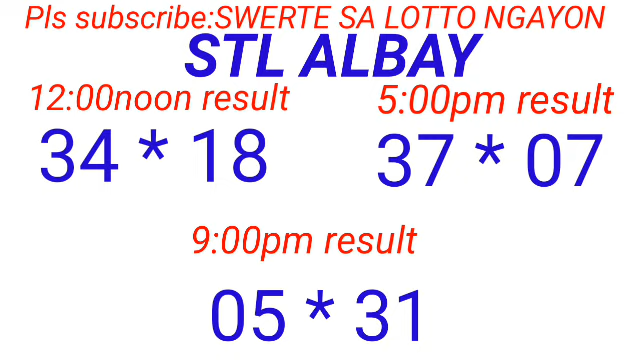 Pls subscribe:SWERTE SA LOTTO NGAYON
STL ALBAY
12:00noon result
34 * 18
5:00pm result
37 * 07
9:00pm result
05 * 31